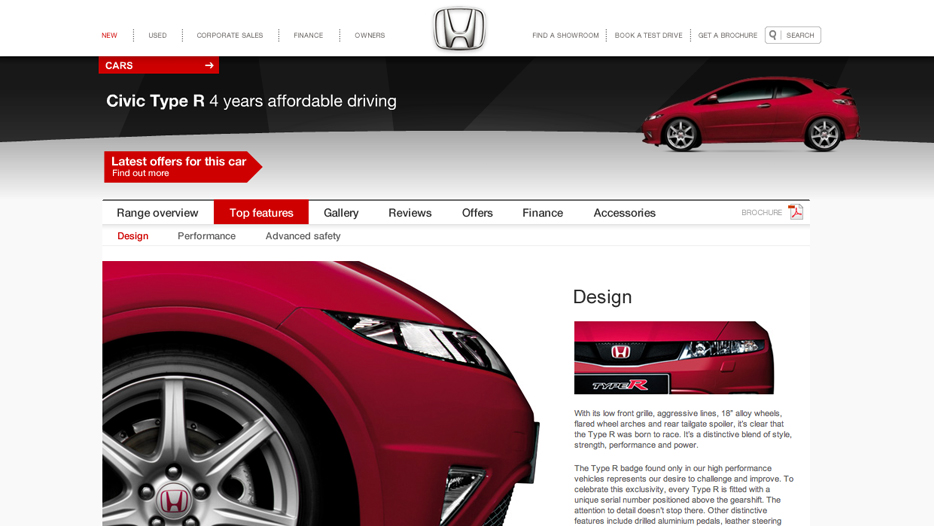 NEW
USED
CORPORATE SALES
FINANCE
OWNERS
FIND A SHOWROOM
BOOK A TEST DRIVE
GET A BROCHURE
SEARCH
CARS
Civic Type R 4 years affordable driving
Latest offers for this car
Find out more
Range overview
Top features
Gallery
Reviews
Offers
Finance
Accessories
BROCHURE
Design
Performance
Advanced safety
Design
TYPER
With its low front grille, aggressive lines, 18" alloy wheels,
flared wheel arches and rear tailgate spoiler, it's clear that
the Type R was born to race. It's a distinctive blend of style,
strength, performance and power.
The Type R badge found only in our high performance
vehicles represents our desire to challenge and improve. To
celebrate this exclusivity, every Type R is fitted with a
unique serial number positioned above the gearshift. The
attention to detail doesn't stop there. Other distinctive
features include drilled aluminium pedals, leather steering